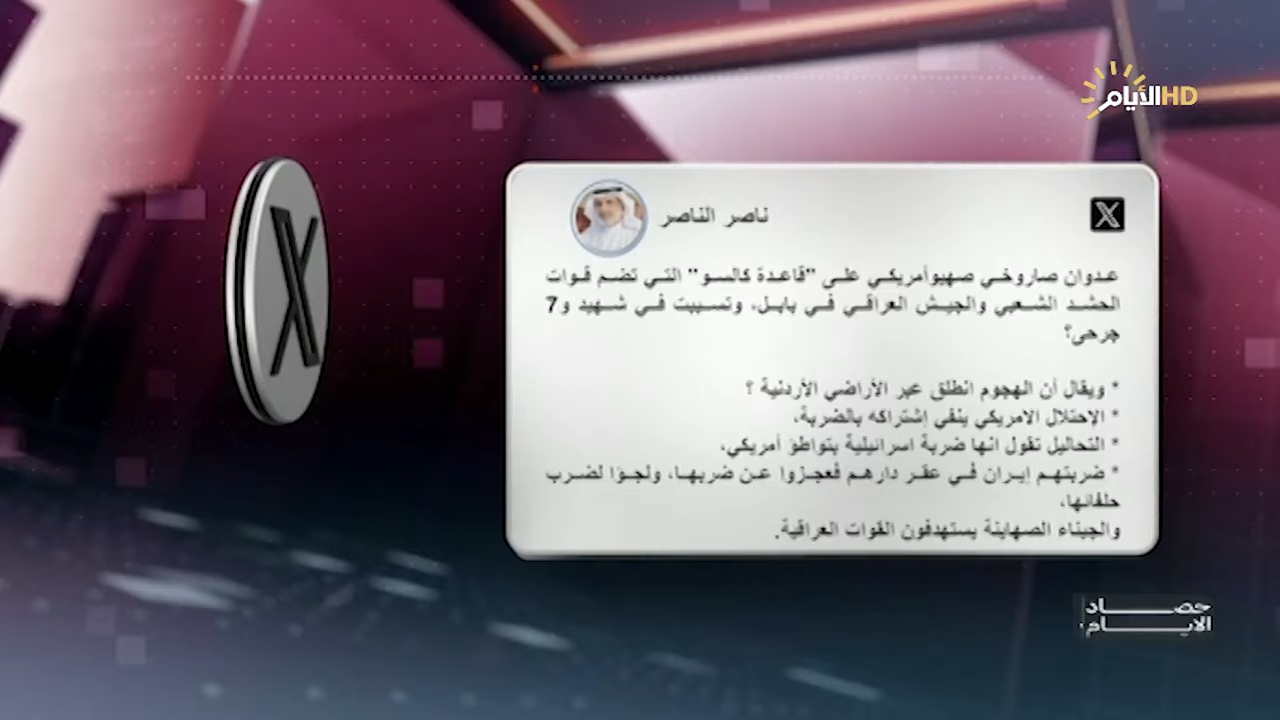 الأيام HD
ناصر الناصر
عدوان صاروخي صهيوأمريكي على "قاعدة كالسو" التي تضم قوات
الحشد الشعبي والجيش العراقي في بابل، وتسببت في شهيد و7
جرحى؟
* ويقال أن الهجوم انطلق عبر الأراضي الأردنية ؟
* الإحتلال الامريكي ينفي إشتراكه بالضربة،
* التحاليل تقول انها ضربة اسرائيلية بتواطؤ أمريكي،
* ضربتهم إيران في عقر دارهم فعجزوا عن ضربها، ولجؤا لضرب
حلفائها،
والجبناء الصهاينة يستهدفون القوات العراقية.
حصاد
الايام